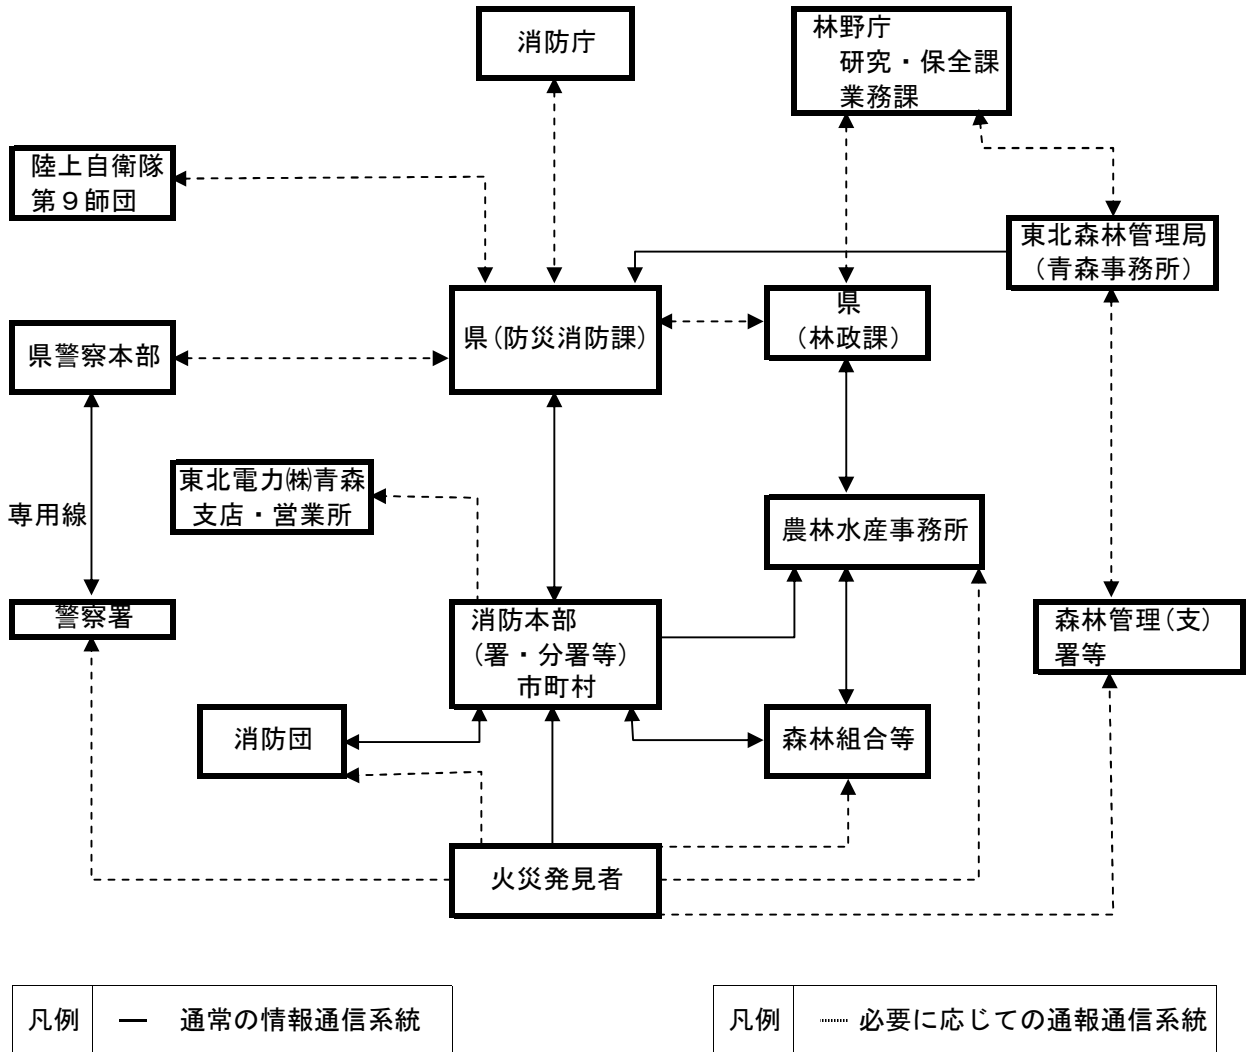 消防庁
林野庁
研究・保全課
業務課
陸上自衛隊
第９師団
東北森林管理局
（青森事務所）
県（防災消防課）
県
（林政課）
県警察本部
東北電力㈱青森
支店・営業所
専用線
農林水産事務所
警察署
消防本部
（署・分署等）
市町村
森林管理（支）
署等
消防団
森林組合等
火災発見者
凡例 ― 通常の情報通信系統
凡例 ┈ 必要に応じての通報通信系統